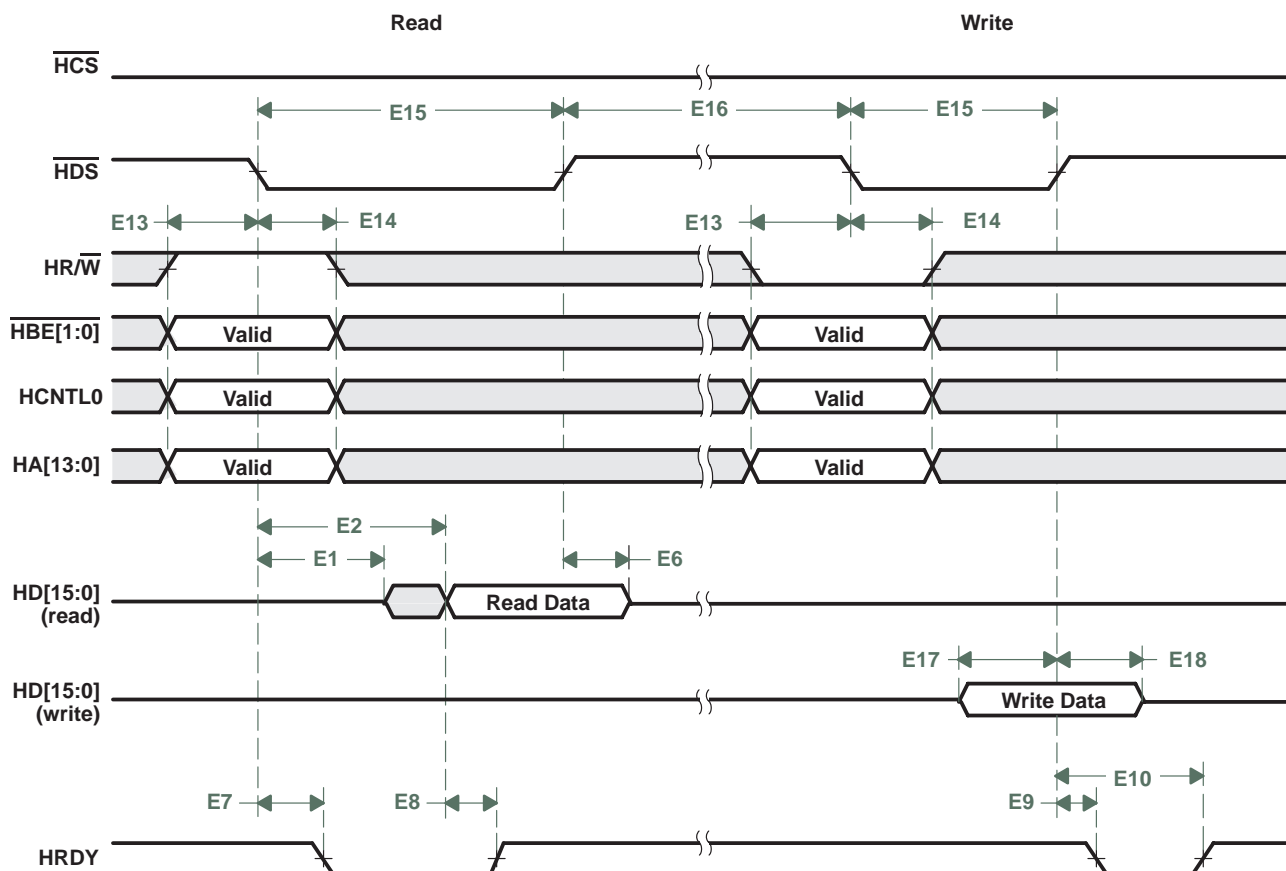 Read Write
HCS
E15 E16 E15
HDS
E13 E14 E13 E14
HR/W
HBE[1:0] Valid Valid
HCNTL0 Valid Valid
HA[13:0] Valid Valid
E2
E1 E6
HD[15:0]
(read)
Read Data
E17 E18
HD[15:0]
(write)
Write Data
E10
E7 E8 E9
HRDY